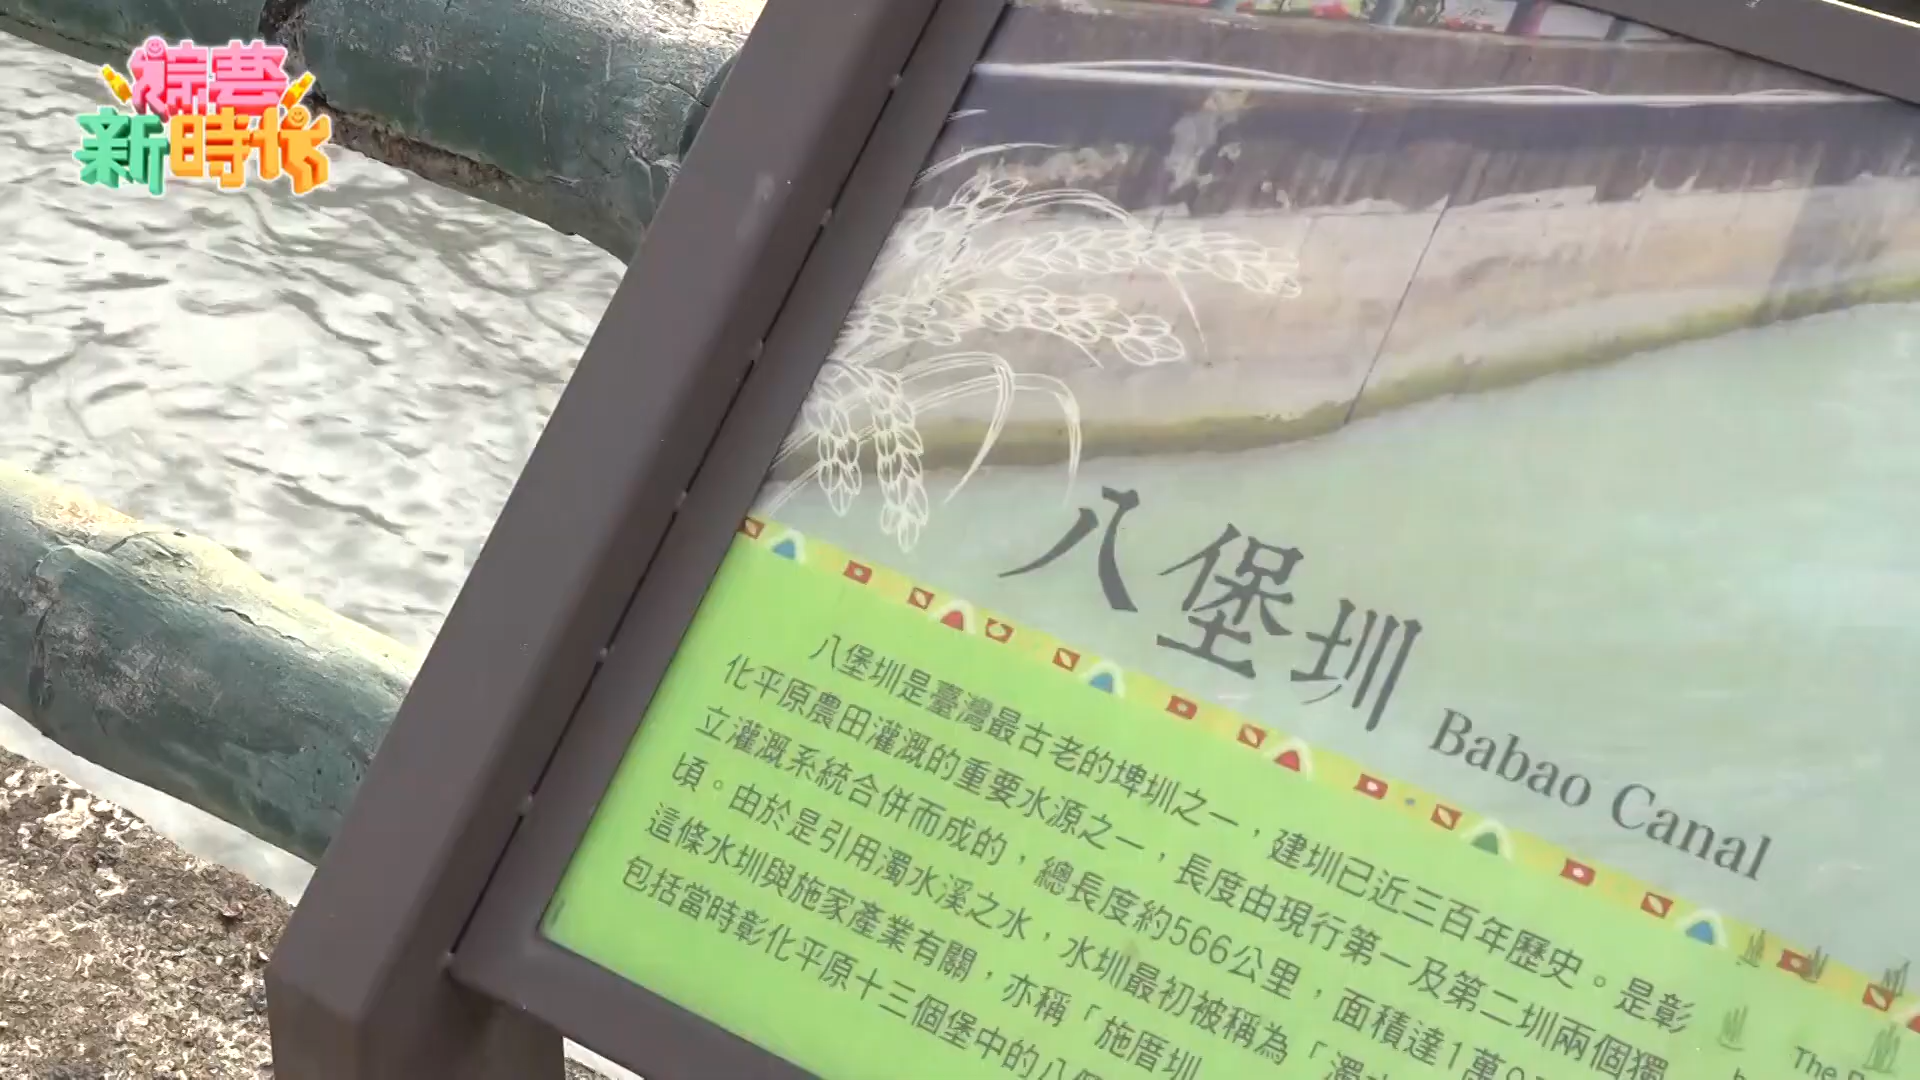 綜藝
新時代
八堡圳 Babao Canal
八堡圳是臺灣最古老的埤圳之一，建圳已近三百年歷史。是彰
化平原農田灌溉的重要水源之一，長度由現行第一及第二圳兩個獨
立灌溉系統合併而成的，總長度約566公里，面積達1萬
頃。由於是引用濁水溪之水，水圳最初被稱為「濁
這條水圳與施家產業有關，亦稱「施厝圳
包括當時彰化平原十三個堡中的八
The